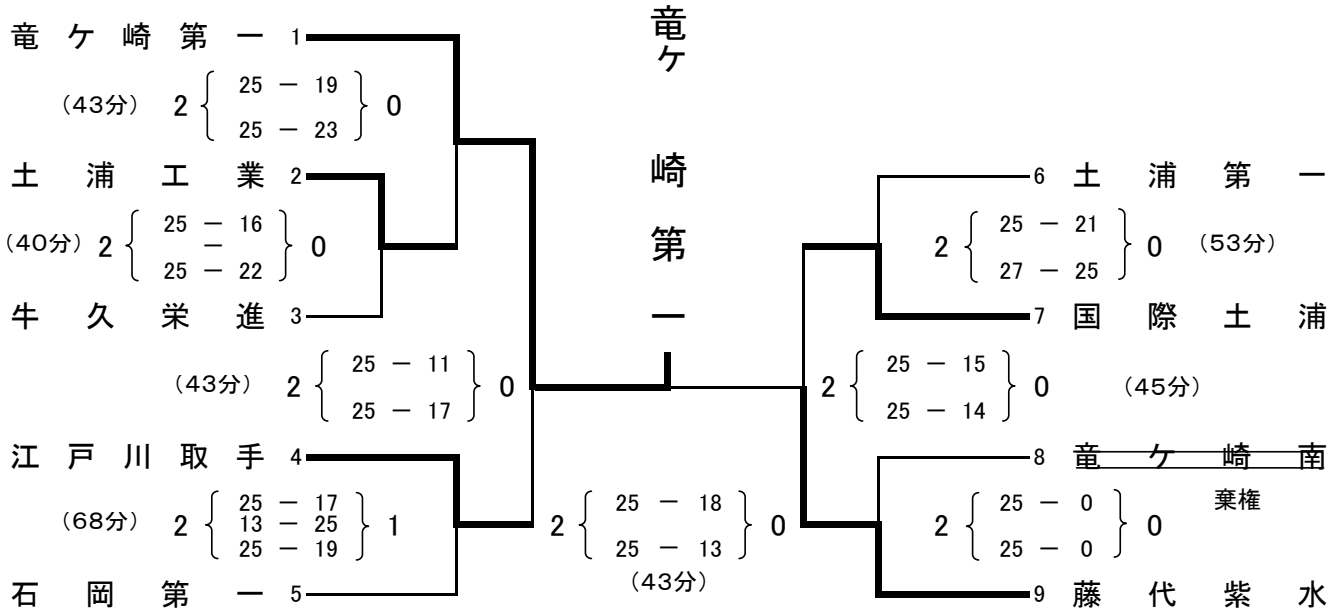 竜ヶ崎第一
竜ケ崎第一 1
(43分) 2 25 － 19 0
25 － 23
土浦工業 2
(40分) 2 25 － 16 0
－
25 － 22
牛久栄進 3
(43分) 2 25 － 11 0
25 － 17
江戸川取手 4
(68分) 2 25 － 17 1
13 － 25
25 － 19
石岡第一 5
2 25 － 18 0
25 － 13
(43分)
6 土浦第一
2 25 － 21 0 (53分)
27 － 25
7 国際土浦
2 25 － 15 0 (45分)
25 － 14
8 竜ケ崎南
棄権
2 25 － 0 0
25 － 0
9 藤代紫水